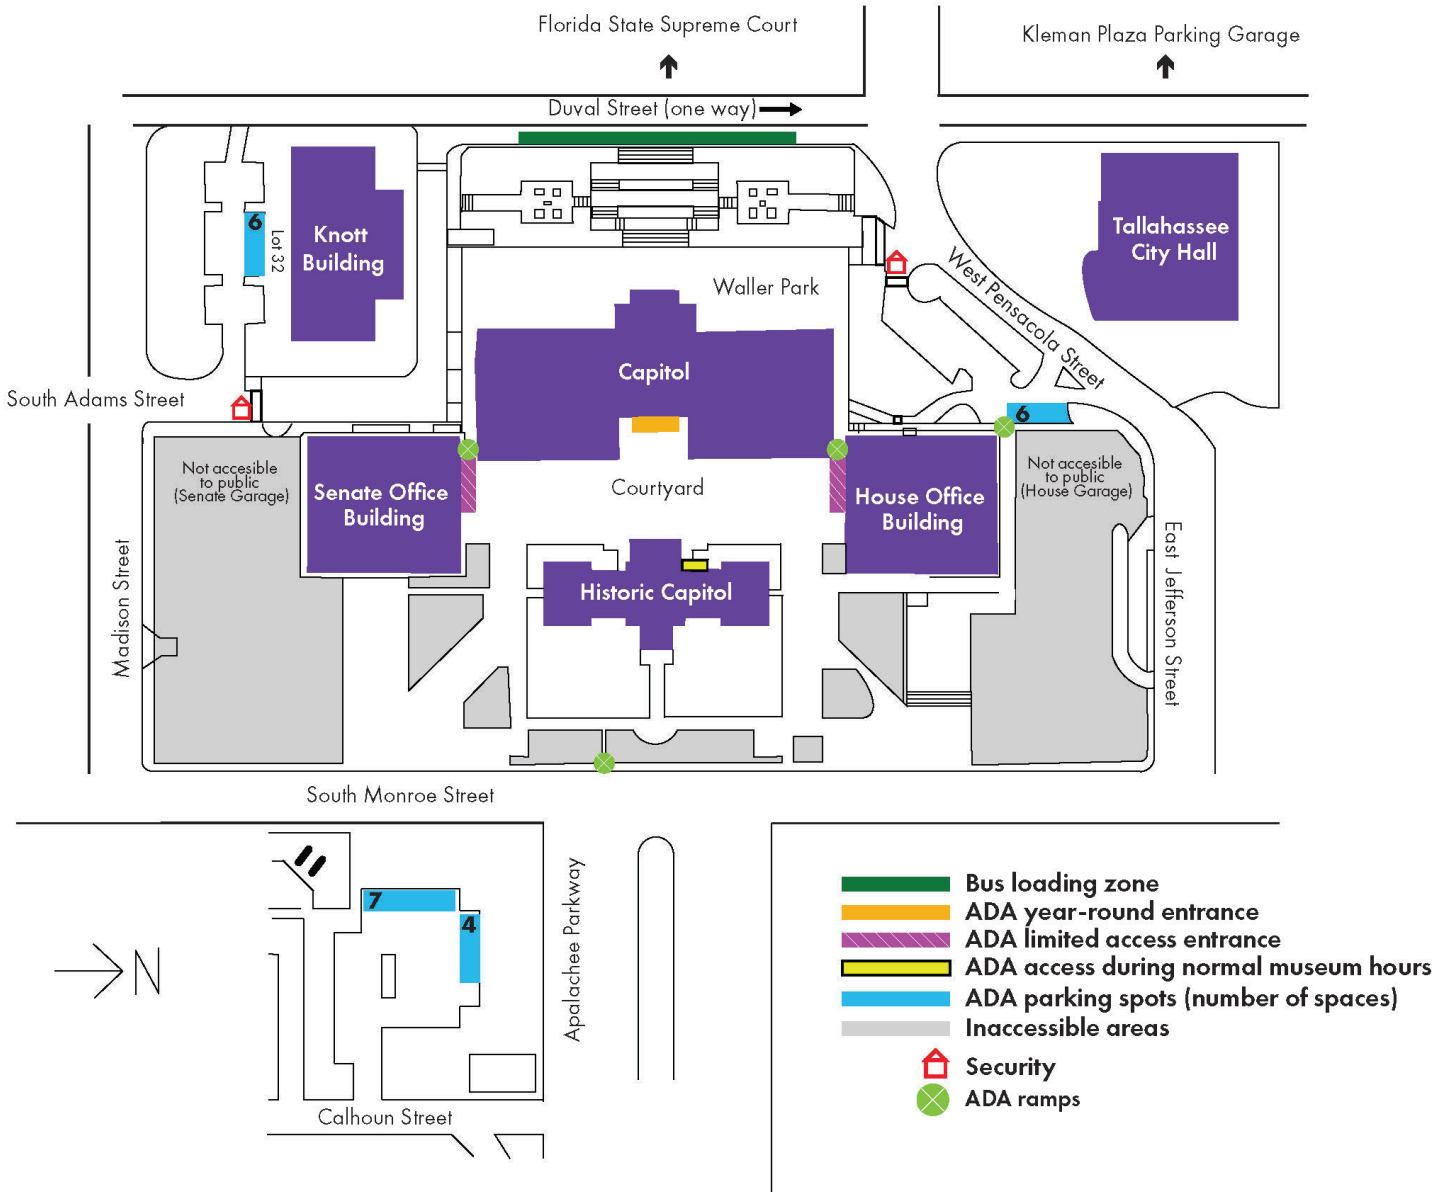 Florida State Supreme Court
Kleman Plaza Parking Garage
Duval Street (one way)
6
Lot 32
Knott
Building
Tallahassee
City Hall
Waller Park
West Pensacola Street
Capitol
South Adams Street
6
Not accesible
to public
(Senate Garage)
Senate Office
Building
Courtyard
House Office
Building
Not accesible
to public
(House Garage)
Madison Street
Historic Capitol
East Jefferson Street
South Monroe Street
7
4
Apalachee Parkway
N
Calhoun Street
Bus loading zone
ADA year-round entrance
ADA limited access entrance
ADA access during normal museum hours
ADA parking spots (number of spaces)
Inaccessible areas
Security
ADA ramps